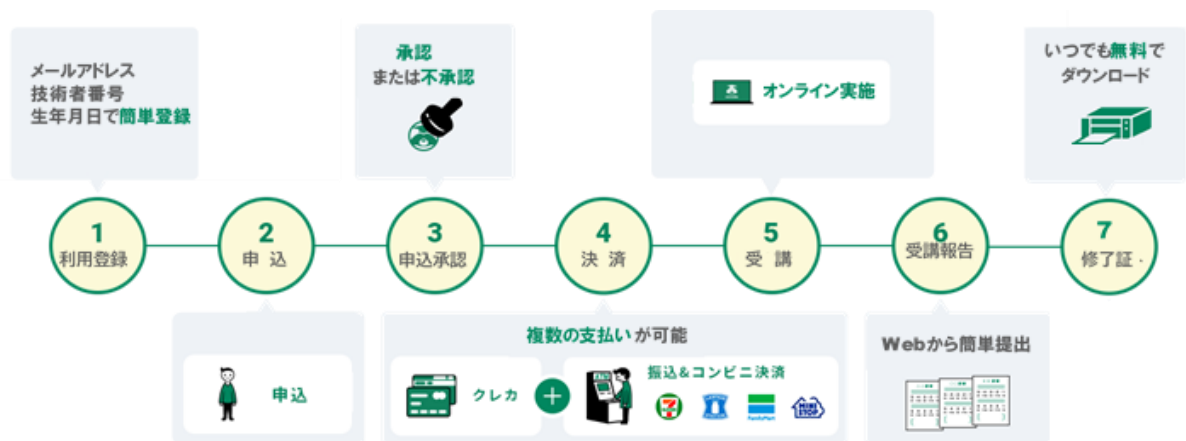 メールアドレス
技術者番号
生年月日で簡単登録
承認
または不承認
オンライン実施
いつでも無料で
ダウンロード
1
利用登録
2
申込
3
申込承認
4
決済
5
受講
6
受講報告
7
修了証
申込
複数の支払いが可能
クレカ
+
振込&コンビニ決済
7
FamilyMart
MINI
STOP
Webから簡単提出